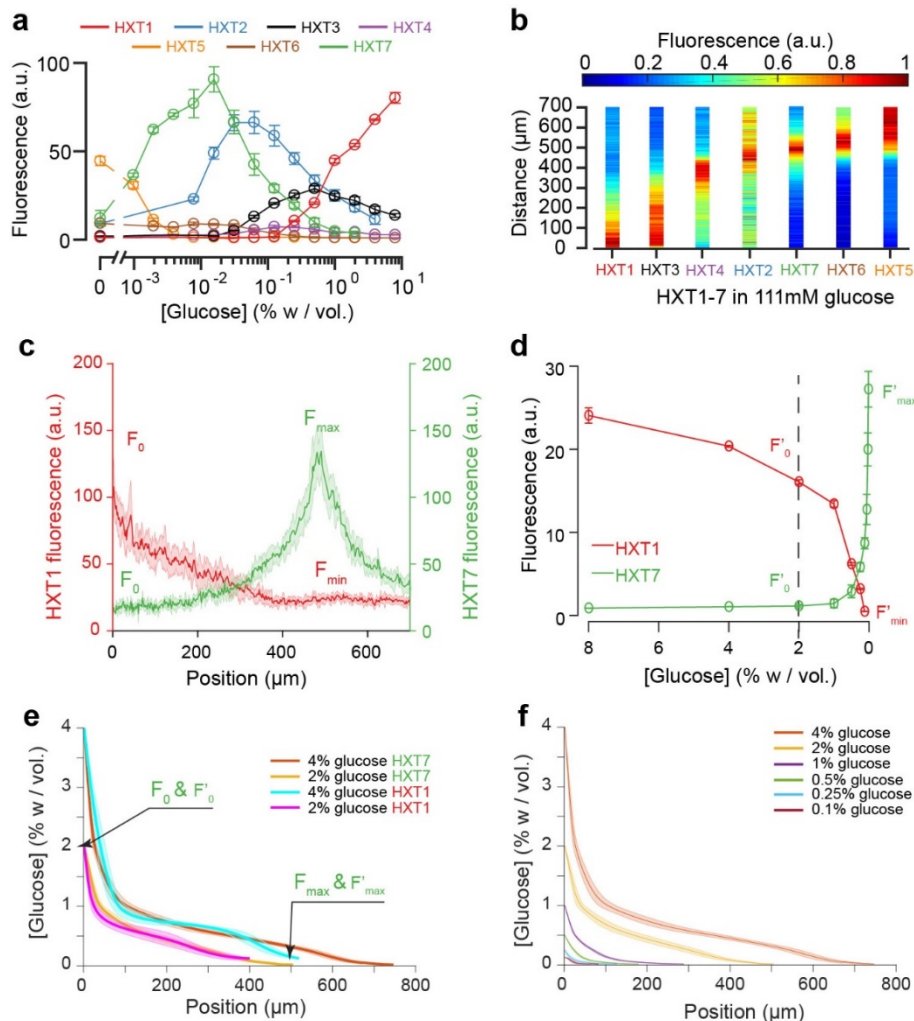 a
HXT1 HXT2 HXT3 HXT4
HXT5 HXT6 HXT7
Fluorescence (a.u.)
100
50
0
0 10-3 10-2 10-1 100 101
[Glucose] (% w / vol.)
b
Fluorescence (a.u.)
0 0.2 0.4 0.6 0.8 1
Distance (µm)
700
600
500
400
300
200
100
0
HXT1 HXT3 HXT4 HXT2 HXT7 HXT6 HXT5
HXT1-7 in 111mM glucose
c
HXT1 fluorescence (a.u.)
200
150
100
50
0
F0
Fmax
F0
Fmin
200
150
100
50
0
HXT7 fluorescence (a.u.)
0 200 400 600
Position (µm)
d
Fluorescence (a.u.)
30
20
10
0
F'max
F'0
HXT1
HXT7
F'0
F'min
8 6 4 2 0
[Glucose] (% w / vol.)
e
[Glucose] (% w / vol.)
4
3
2
1
0
4% glucose HXT7
2% glucose HXT7
4% glucose HXT1
2% glucose HXT1
F0 & F'0
Fmax & F'max
0 200 400 600 800
Position (µm)
f
[Glucose] (% w / vol.)
4
3
2
1
0
4% glucose
2% glucose
1% glucose
0.5% glucose
0.25% glucose
0.1% glucose
0 200 400 600 800
Position (µm)